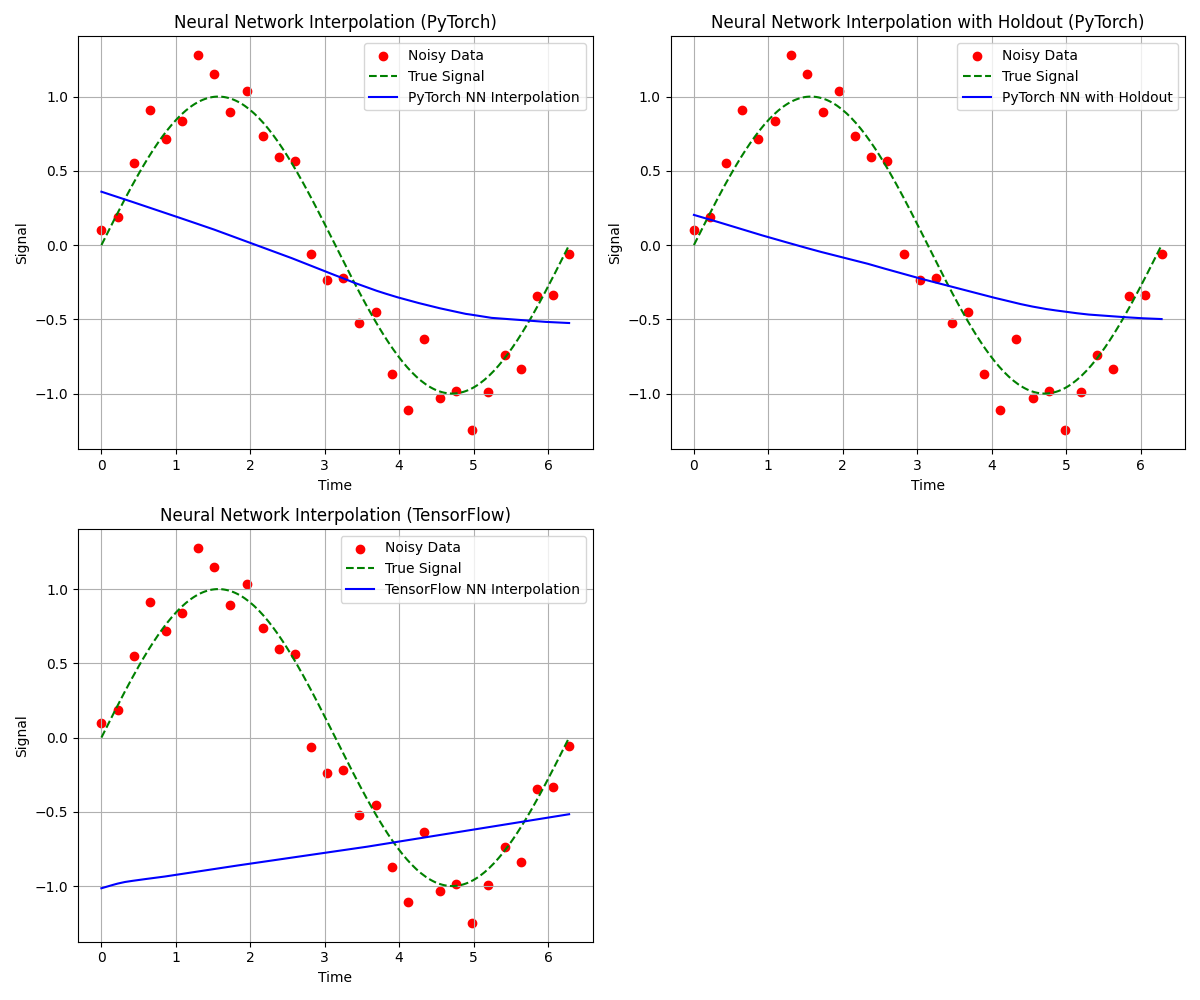 Neural Network Interpolation (PyTorch)
Noisy Data
True Signal
PyTorch NN Interpolation
1.0
0.5
0.0
−0.5
−1.0
Signal
0 1 2 3 4 5 6
Time
Neural Network Interpolation with Holdout (PyTorch)
Noisy Data
True Signal
PyTorch NN with Holdout
1.0
0.5
0.0
−0.5
−1.0
Signal
0 1 2 3 4 5 6
Time
Neural Network Interpolation (TensorFlow)
Noisy Data
True Signal
TensorFlow NN Interpolation
1.0
0.5
0.0
−0.5
−1.0
Signal
0 1 2 3 4 5 6
Time